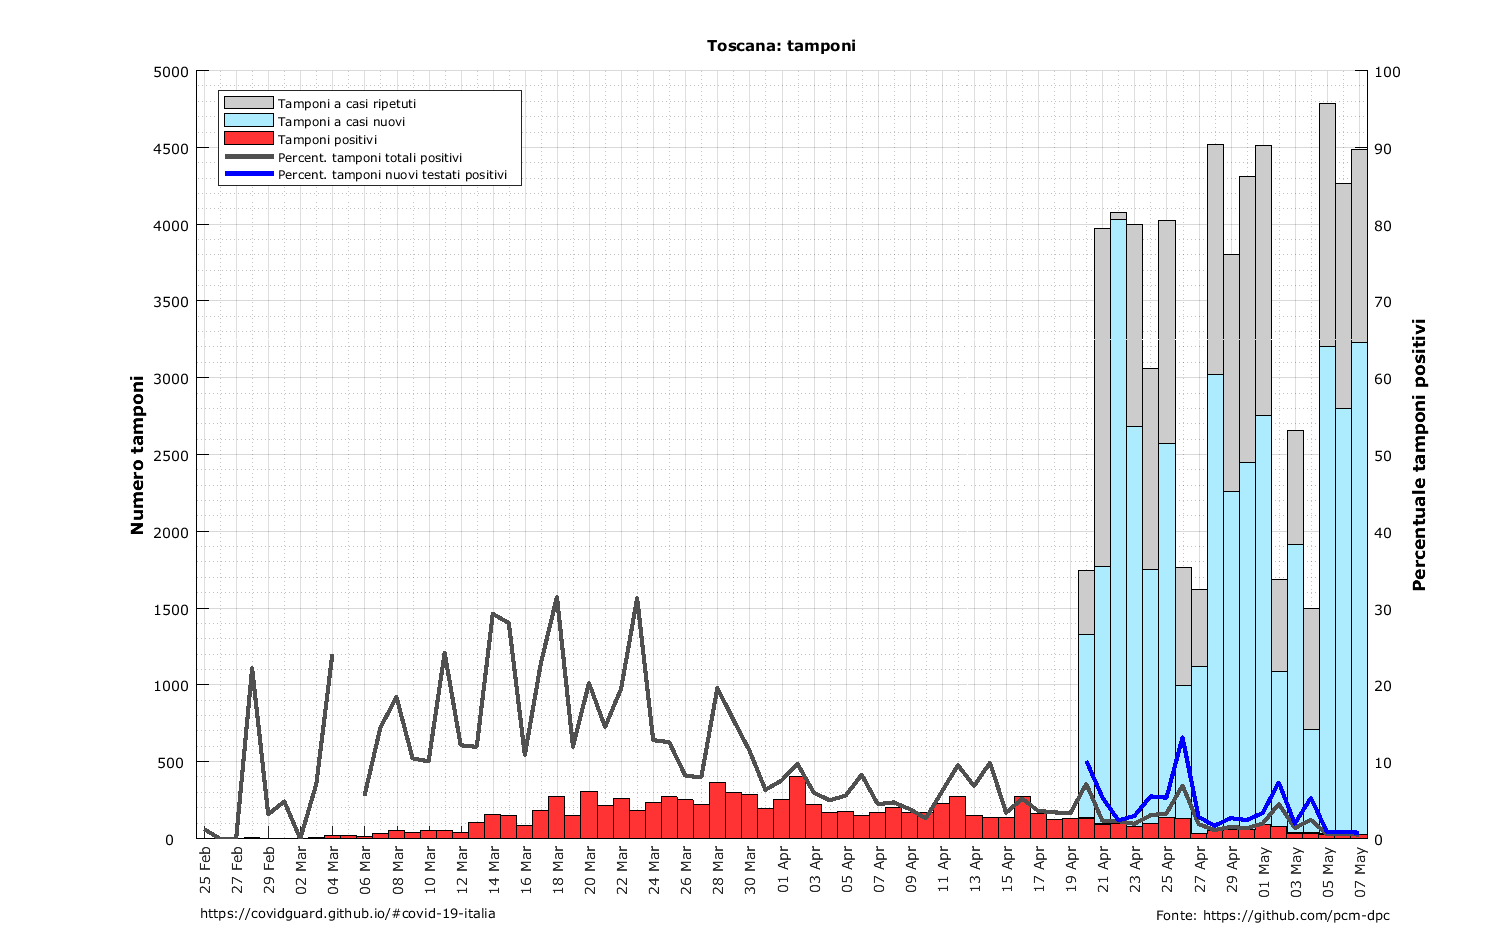 Toscana: tamponi
Tamponi a casi ripetuti
Tamponi a casi nuovi
Tamponi positivi
Percent. tamponi totali positivi
Percent. tamponi nuovi testati positivi
Numero tamponi
5000
4500
4000
3500
3000
2500
2000
1500
1000
500
0
100
90
80
70
60
50
40
30
20
10
0
Percentuale tamponi positivi
25 Feb
27 Feb
29 Feb
02 Mar
04 Mar
06 Mar
08 Mar
10 Mar
12 Mar
14 Mar
16 Mar
18 Mar
20 Mar
22 Mar
24 Mar
26 Mar
28 Mar
30 Mar
01 Apr
03 Apr
05 Apr
07 Apr
09 Apr
11 Apr
13 Apr
15 Apr
17 Apr
19 Apr
21 Apr
23 Apr
25 Apr
27 Apr
29 Apr
01 May
03 May
05 May
07 May
https://covidguard.github.io/#covid-19-italia
Fonte: https://github.com/pcm-dpc